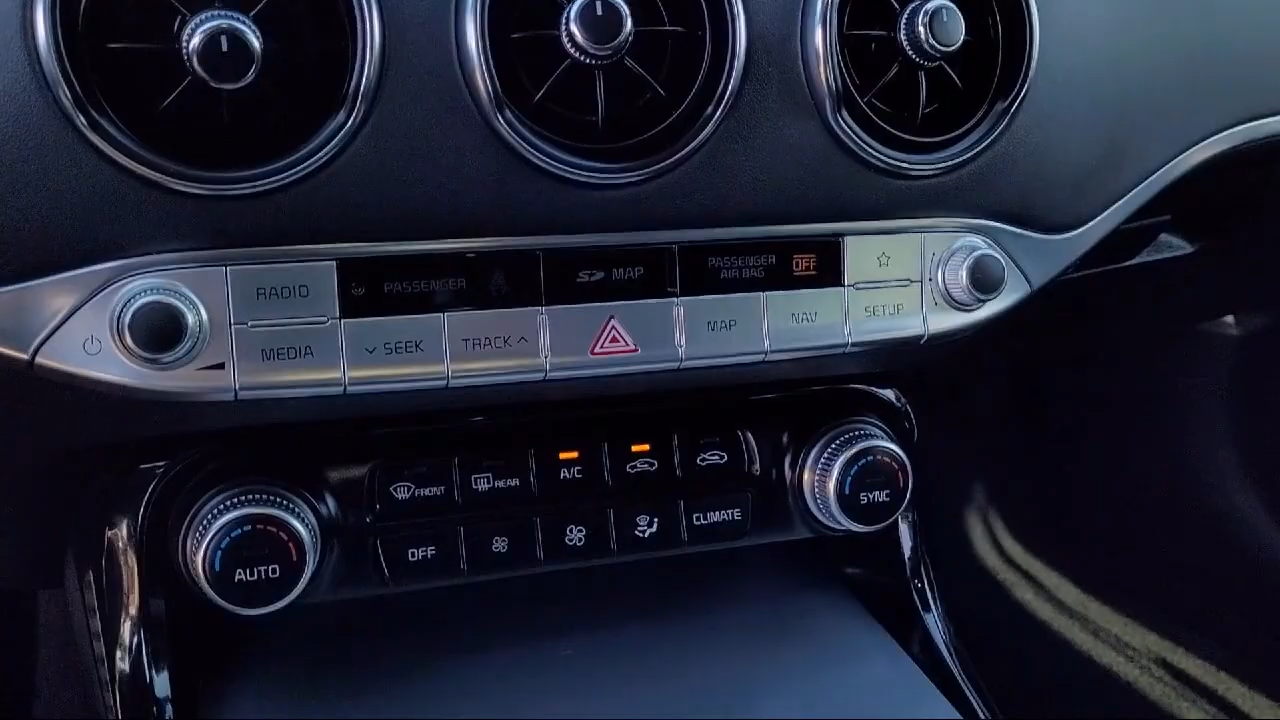 RADIO
PASSENGER
SD MAP
PASSENGER
AIR BAG
OFF
MEDIA
SEEK
TRACK
MAP
NAV
SETUP
FRONT
REAR
A/C
SYNC
AUTO
OFF
CLIMATE